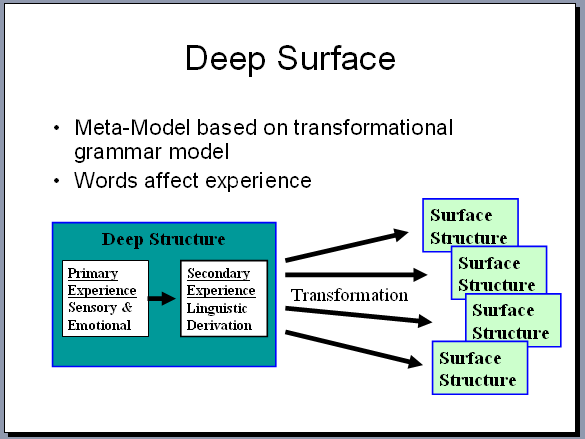 Deep Surface
• Meta-Model based on transformational
grammar model
• Words affect experience
Deep Structure
Primary
Experience
Sensory &
Emotional
Secondary
Experience
Linguistic
Derivation
Transformation
Surface
Structure
Surface
Structure
Surface
Structure
Surface
Structure